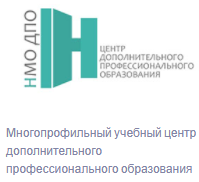 НМО ДПО
ЦЕНТР
ДОПОЛНИТЕЛЬНОГО
ПРОФЕССИОНАЛЬНОГО
ОБРАЗОВАНИЯ
Многопрофильный учебный центр
дополнительного
профессионального образования